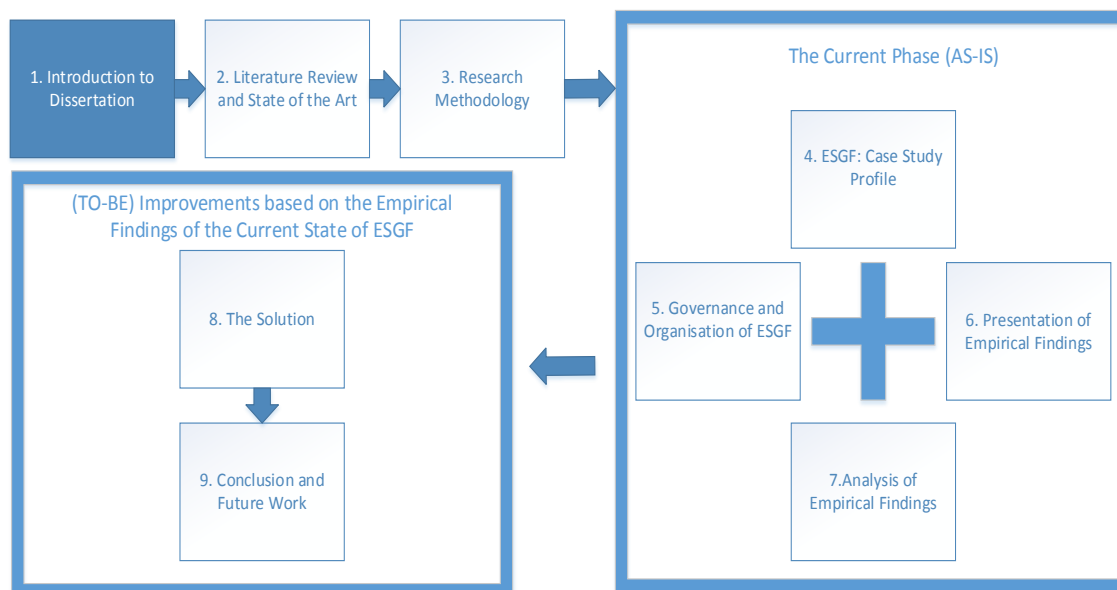 1. Introduction to
Dissertation
2. Literature Review
and State of the Art
3. Research
Methodology
The Current Phase (AS-IS)
4. ESGF: Case Study
Profile
5. Governance and
Organisation of ESGF
6. Presentation of
Empirical Findings
7.Analysis of
Empirical Findings
(TO-BE) Improvements based on the Empirical
Findings of the Current State of ESGF
8. The Solution
9. Conclusion and
Future Work